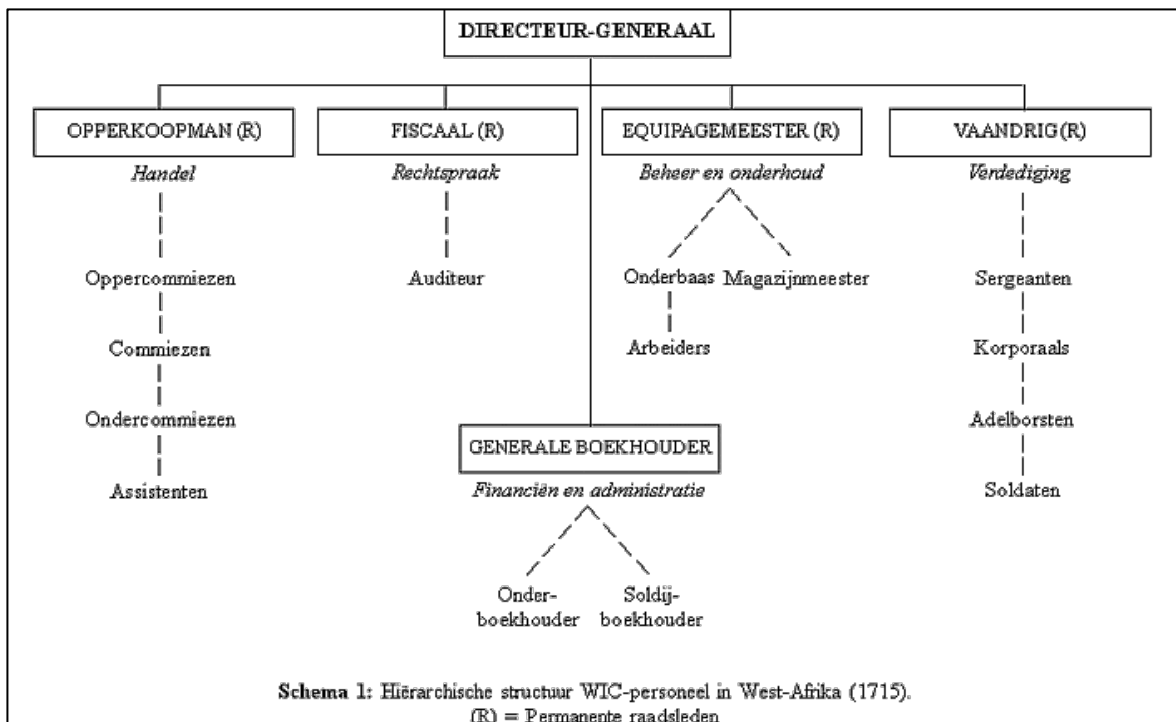 DIRECTEUR-GENERAAL
OPPERKOOPMAN (R)
FISCAAL (R)
EQUIPAGEMEESTER (R)
VAANDRIG (R)
Handel
Rechtspraak
Beheer en onderhoud
Verdediging
Oppercommiezen
Auditeur
Onderbaas
Magazijnmeester
Sergeanten
Commiezen
Arbeiders
Korporaals
Ondercommiezen
Adelborsten
GENERALE BOEKHOUDER
Assistenten
Financiën en administratie
Soldaten
Onder-
boekhouder
Soldij-
boekhouder
Schema 1: Hiërarchische structuur WIC-personeel in West-Afrika (1715).
(R) = Permanente raadsleden